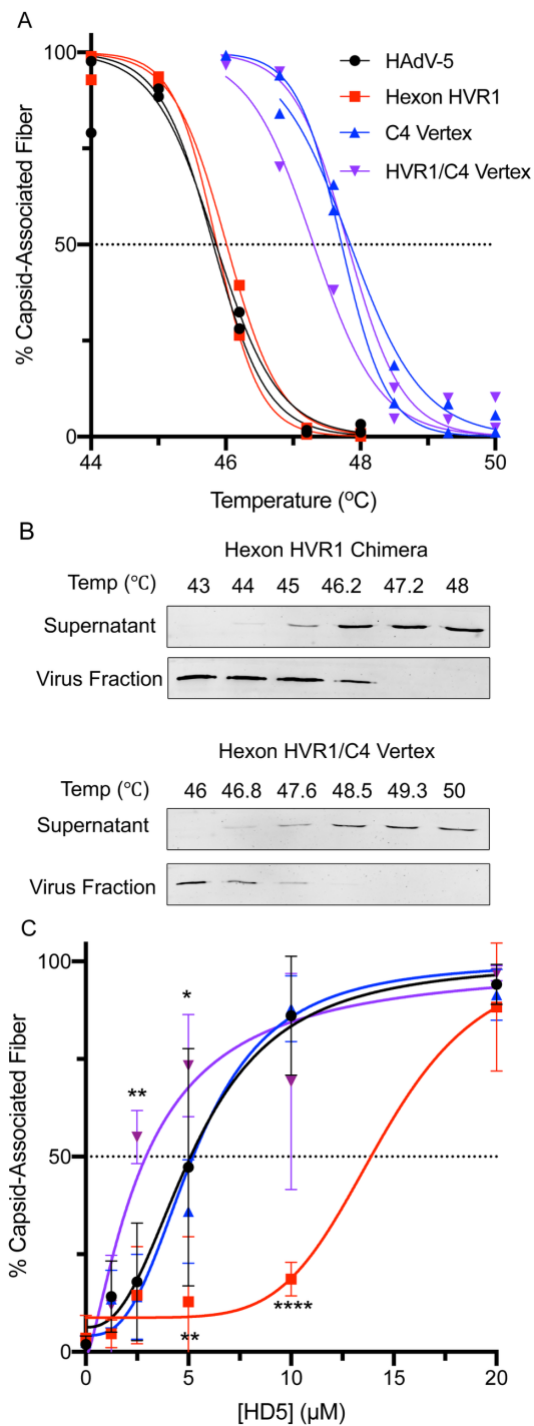 A
% Capsid-Associated Fiber
100
50
0
44 46 48 50
Temperature (°C)
HAdV-5
Hexon HVR1
C4 Vertex
HVR1/C4 Vertex
B
Hexon HVR1 Chimera
Temp (℃) 43 44 45 46.2 47.2 48
Supernatant
Virus Fraction
Hexon HVR1/C4 Vertex
Temp (℃) 46 46.8 47.6 48.5 49.3 50
Supernatant
Virus Fraction
C
% Capsid-Associated Fiber
100
50
0
*
**
**
****
0 5 10 15 20
[HD5] (µM)